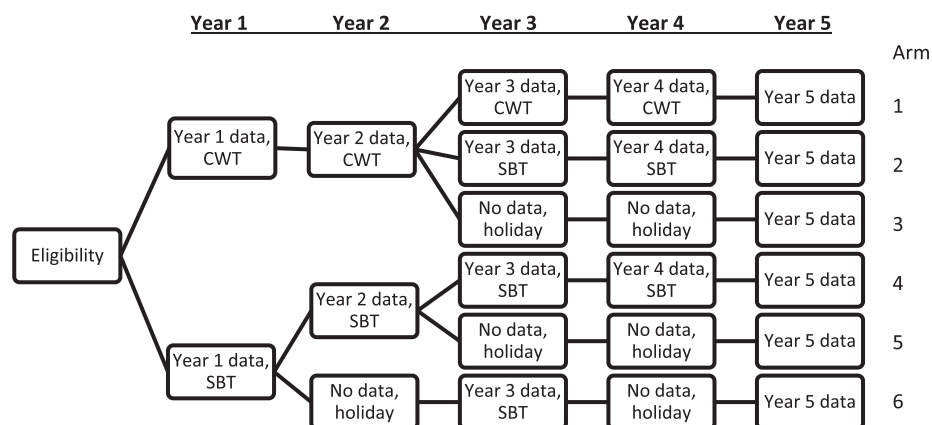 Year 1 Year 2 Year 3 Year 4 Year 5
Arm
Year 3 data, Year 4 data, Year 5 data 1
CWT CWT
Year 1 data, Year 2 data,
CWT CWT
Year 3 data, Year 4 data, Year 5 data 2
SBT SBT
No data, No data, Year 5 data 3
holiday holiday
Eligibility
Year 3 data, Year 4 data, Year 5 data 4
SBT SBT
Year 2 data,
SBT
No data, No data, Year 5 data 5
holiday holiday
Year 1 data,
SBT
No data, Year 3 data, No data, Year 5 data 6
holiday SBT holiday